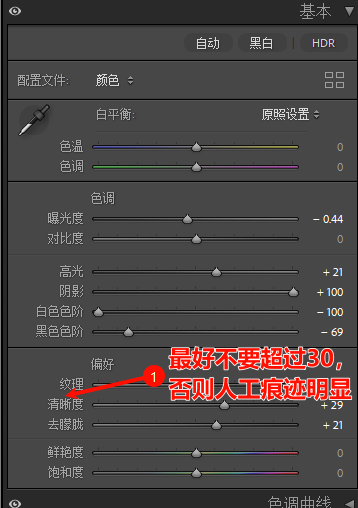 基本
自动 黑白 HDR
配置文件: 颜色
白平衡: 原照设置
色温 0
色调 0
色调
曝光度 - 0.44
对比度 0
高光 + 21
阴影 + 100
白色色阶 - 100
黑色色阶 - 69
偏好
1 最好不要超过30,
否则人工痕迹明显
纹理
清晰度 + 29
去朦胧 + 21
鲜艳度 0
饱和度 0
色调曲线